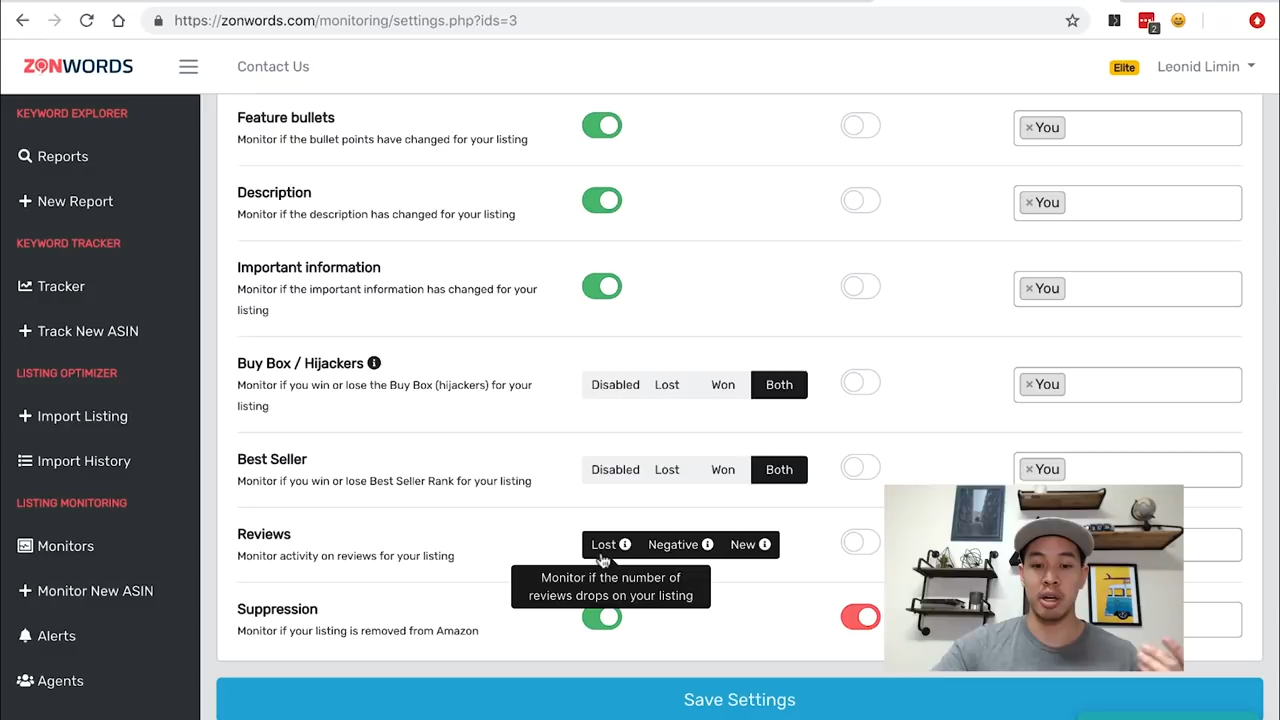 https://zonwords.com/monitoring/settings.php?ids=3
2
ZONWORDS
Contact Us
Elite
Leonid Limin
KEYWORD EXPLORER
Reports
New Report
KEYWORD TRACKER
Tracker
Track New ASIN
LISTING OPTIMIZER
Import Listing
Import History
LISTING MONITORING
Monitors
Monitor New ASIN
Alerts
Agents
Feature bullets
Monitor if the bullet points have changed for your listing
× You
Description
Monitor if the description has changed for your listing
× You
Important information
Monitor if the important information has changed for your
listing
× You
Buy Box / Hijackers
Monitor if you win or lose the Buy Box (hijackers) for your
listing
Disabled Lost Won Both
× You
Best Seller
Monitor if you win or lose Best Seller Rank for your listing
Disabled Lost Won Both
× You
Reviews
Monitor activity on reviews for your listing
Lost Negative New
Monitor if the number of
reviews drops on your listing
Suppression
Monitor if your listing is removed from Amazon
Save Settings